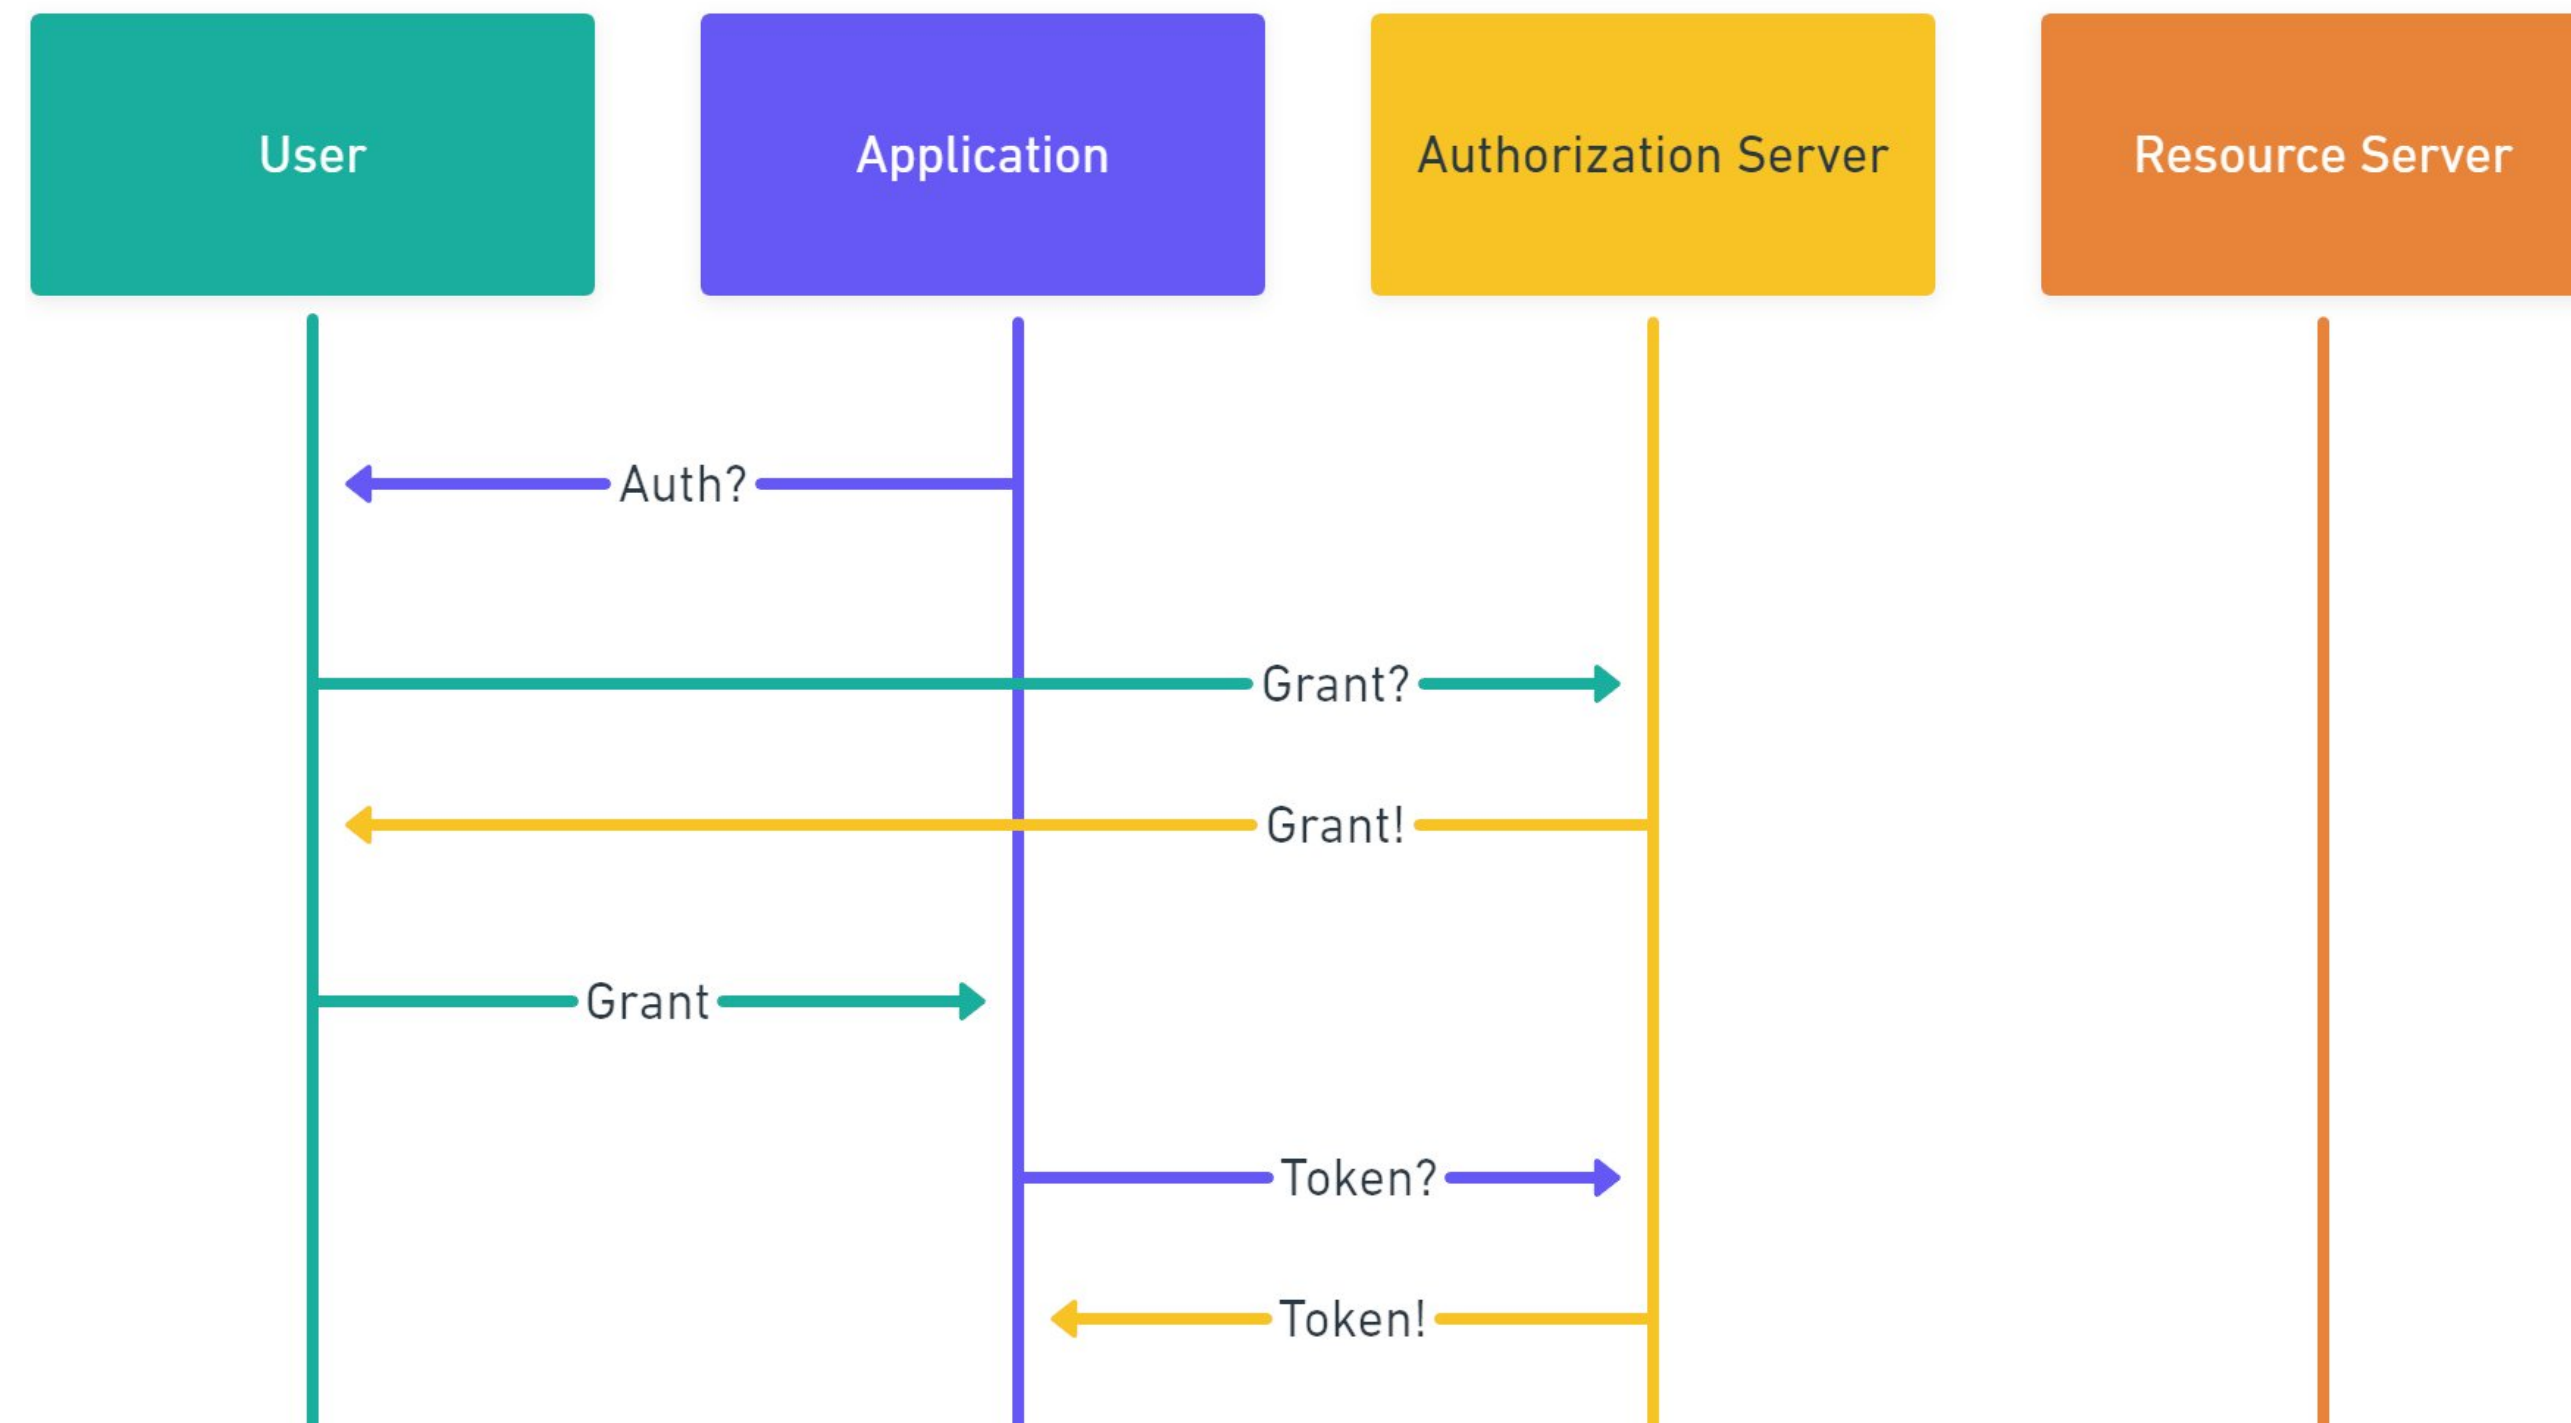 User
Application
Authorization Server
Resource Server
Auth?
Grant?
Grant!
Grant
Token?
Token!